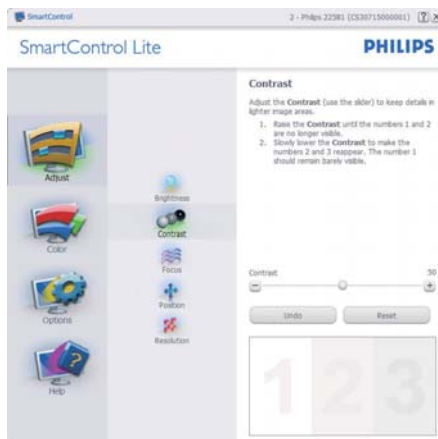 SmartControl
2 - Philips 225B1 (CS30715000001)
SmartControl Lite
PHILIPS
Contrast
Adjust the Contrast (use the slider) to keep details in
lighter image areas.
1. Raise the Contrast until the numbers 1 and 2
are no longer visible.
2. Slowly lower the Contrast to make the
numbers 2 and 3 reappear. The number 1
should remain barely visible.
Adjust
Color
Options
Help
Brightness
Contrast
Focus
Position
Resolution
Contrast 50
Undo Reset
1 2 3